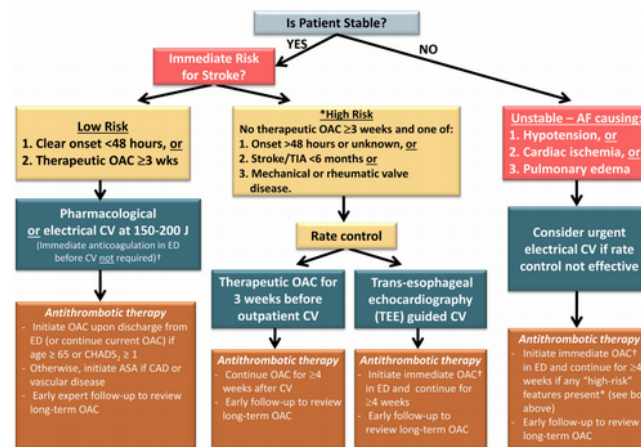 Is Patient Stable?
YES
NO
Immediate Risk
for Stroke?
Low Risk
1. Clear onset <48 hours, or
2. Therapeutic OAC ≥3 wks
*High Risk
No therapeutic OAC ≥3 weeks and one of:
1. Onset >48 hours or unknown, or
2. Stroke/TIA <6 months or
3. Mechanical or rheumatic valve
disease.
Unstable – AF causing:
1. Hypotension, or
2. Cardiac ischemia, or
3. Pulmonary edema
Pharmacological
or electrical CV at 150-200 J
(Immediate anticoagulation in ED
before CV not required)†
Rate control
Consider urgent
electrical CV if rate
control not effective
Therapeutic OAC for
3 weeks before
outpatient CV
Trans-esophageal
echocardiography
(TEE) guided CV
Antithrombotic therapy
- Initiate OAC upon discharge from
ED (or continue current OAC) if
age ≥ 65 or CHADS₂ ≥ 1
- Otherwise, initiate ASA if CAD or
vascular disease
- Early expert follow-up to review
long-term OAC
Antithrombotic therapy
- Continue OAC for ≥4
weeks after CV
- Early follow-up to review
long-term OAC
Antithrombotic therapy
- Initiate immediate OAC†
in ED and continue for
≥4 weeks
- Early follow-up to
review long-term OAC
Antithrombotic therapy
- Initiate immediate OAC†
in ED and continue for ≥4
weeks if any "high-risk"
features present* (see bo
above)
- Early follow-up to review
long-term OAC